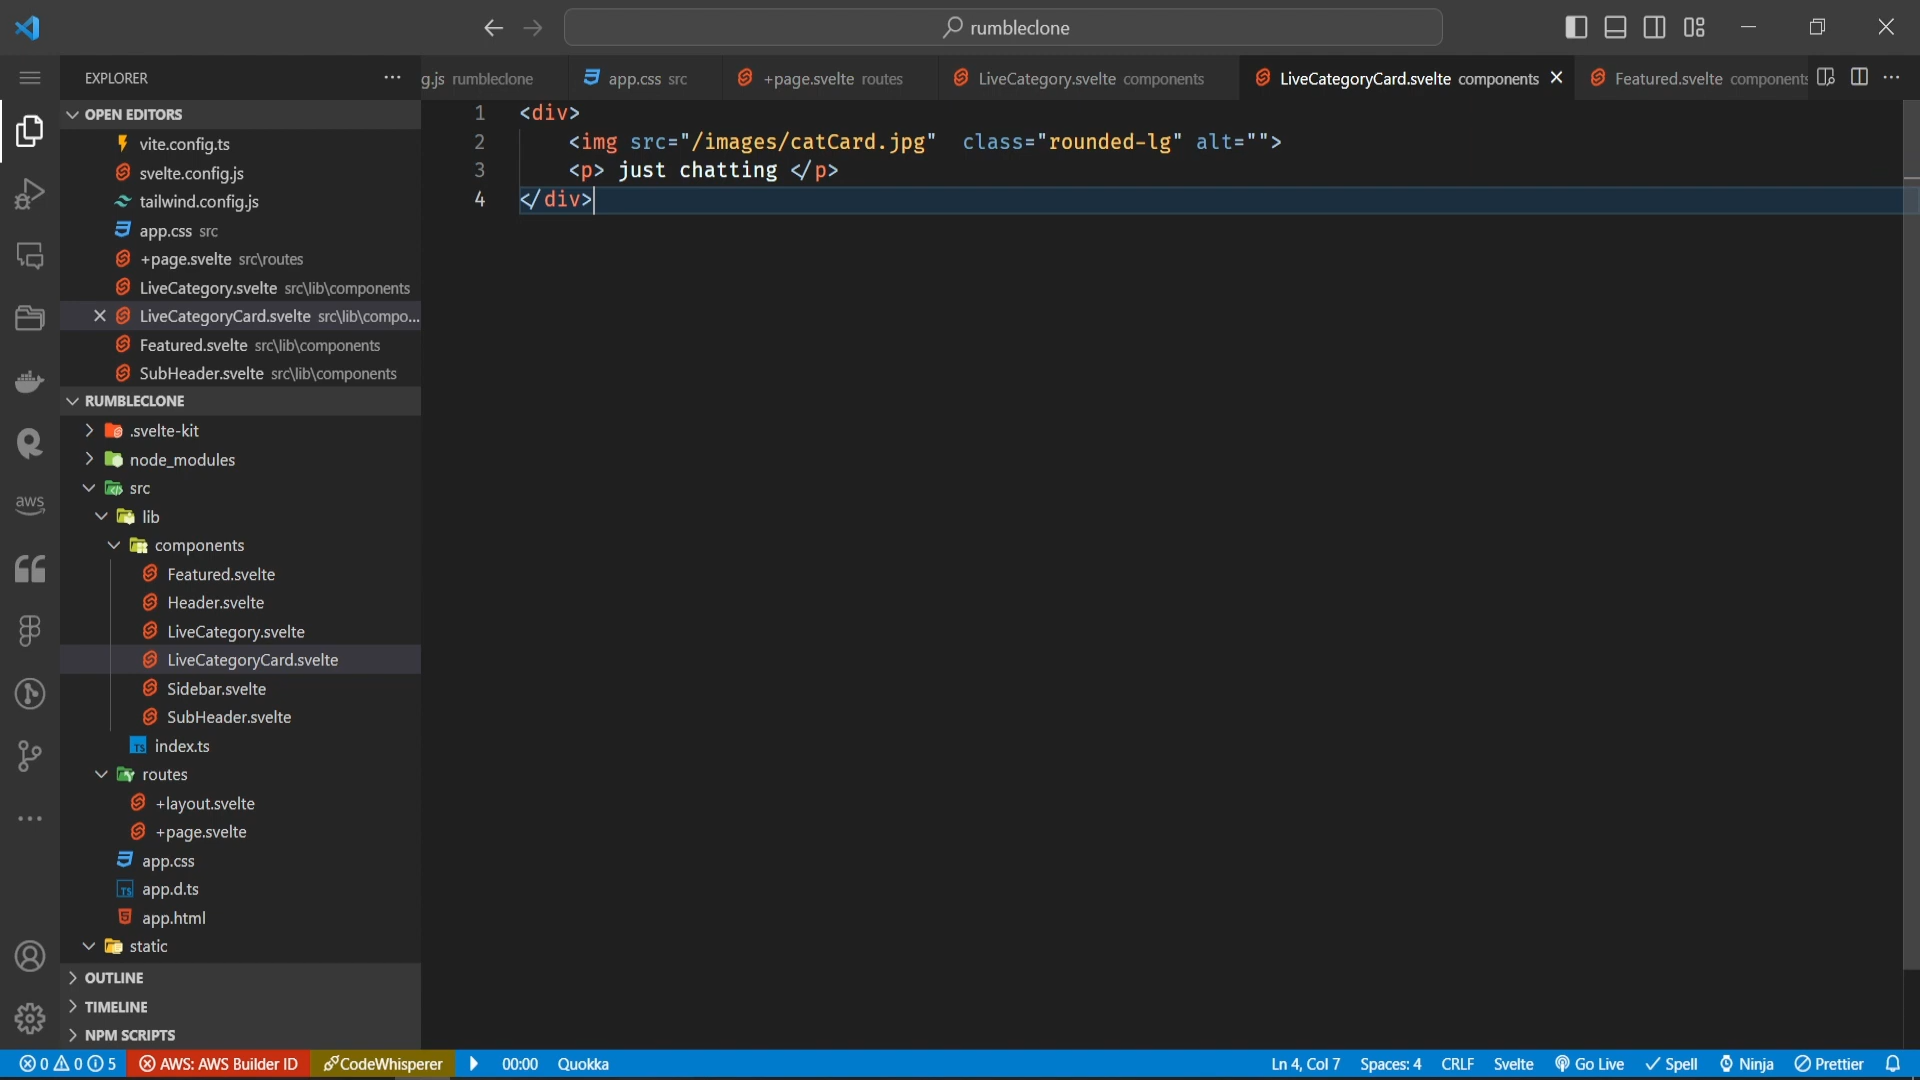 rumbleclone
EXPLORER
g.js rumbleclone
app.css src
+page.svelte routes
LiveCategory.svelte components
LiveCategoryCard.svelte components
Featured.svelte components
OPEN EDITORS
vite.config.ts
svelte.config.js
tailwind.config.js
app.css src
+page.svelte src\routes
LiveCategory.svelte src\lib\components
LiveCategoryCard.svelte src\lib\compo...
Featured.svelte src\lib\components
SubHeader.svelte src\lib\components
RUMBLECLONE
.svelte-kit
node_modules
src
lib
components
Featured.svelte
Header.svelte
LiveCategory.svelte
LiveCategoryCard.svelte
Sidebar.svelte
SubHeader.svelte
TS index.ts
routes
+layout.svelte
+page.svelte
app.css
TS app.d.ts
app.html
static
OUTLINE
TIMELINE
NPM SCRIPTS
aws
1 <div>
2 <img src="/images/catCard.jpg"  class="rounded-lg" alt="">
3 <p> just chatting </p>
4 </div>
0 0 5 AWS: AWS Builder ID CodeWhisperer 00:00 Quokka
Ln 4, Col 7 Spaces: 4 CRLF Svelte Go Live Spell Ninja Prettier